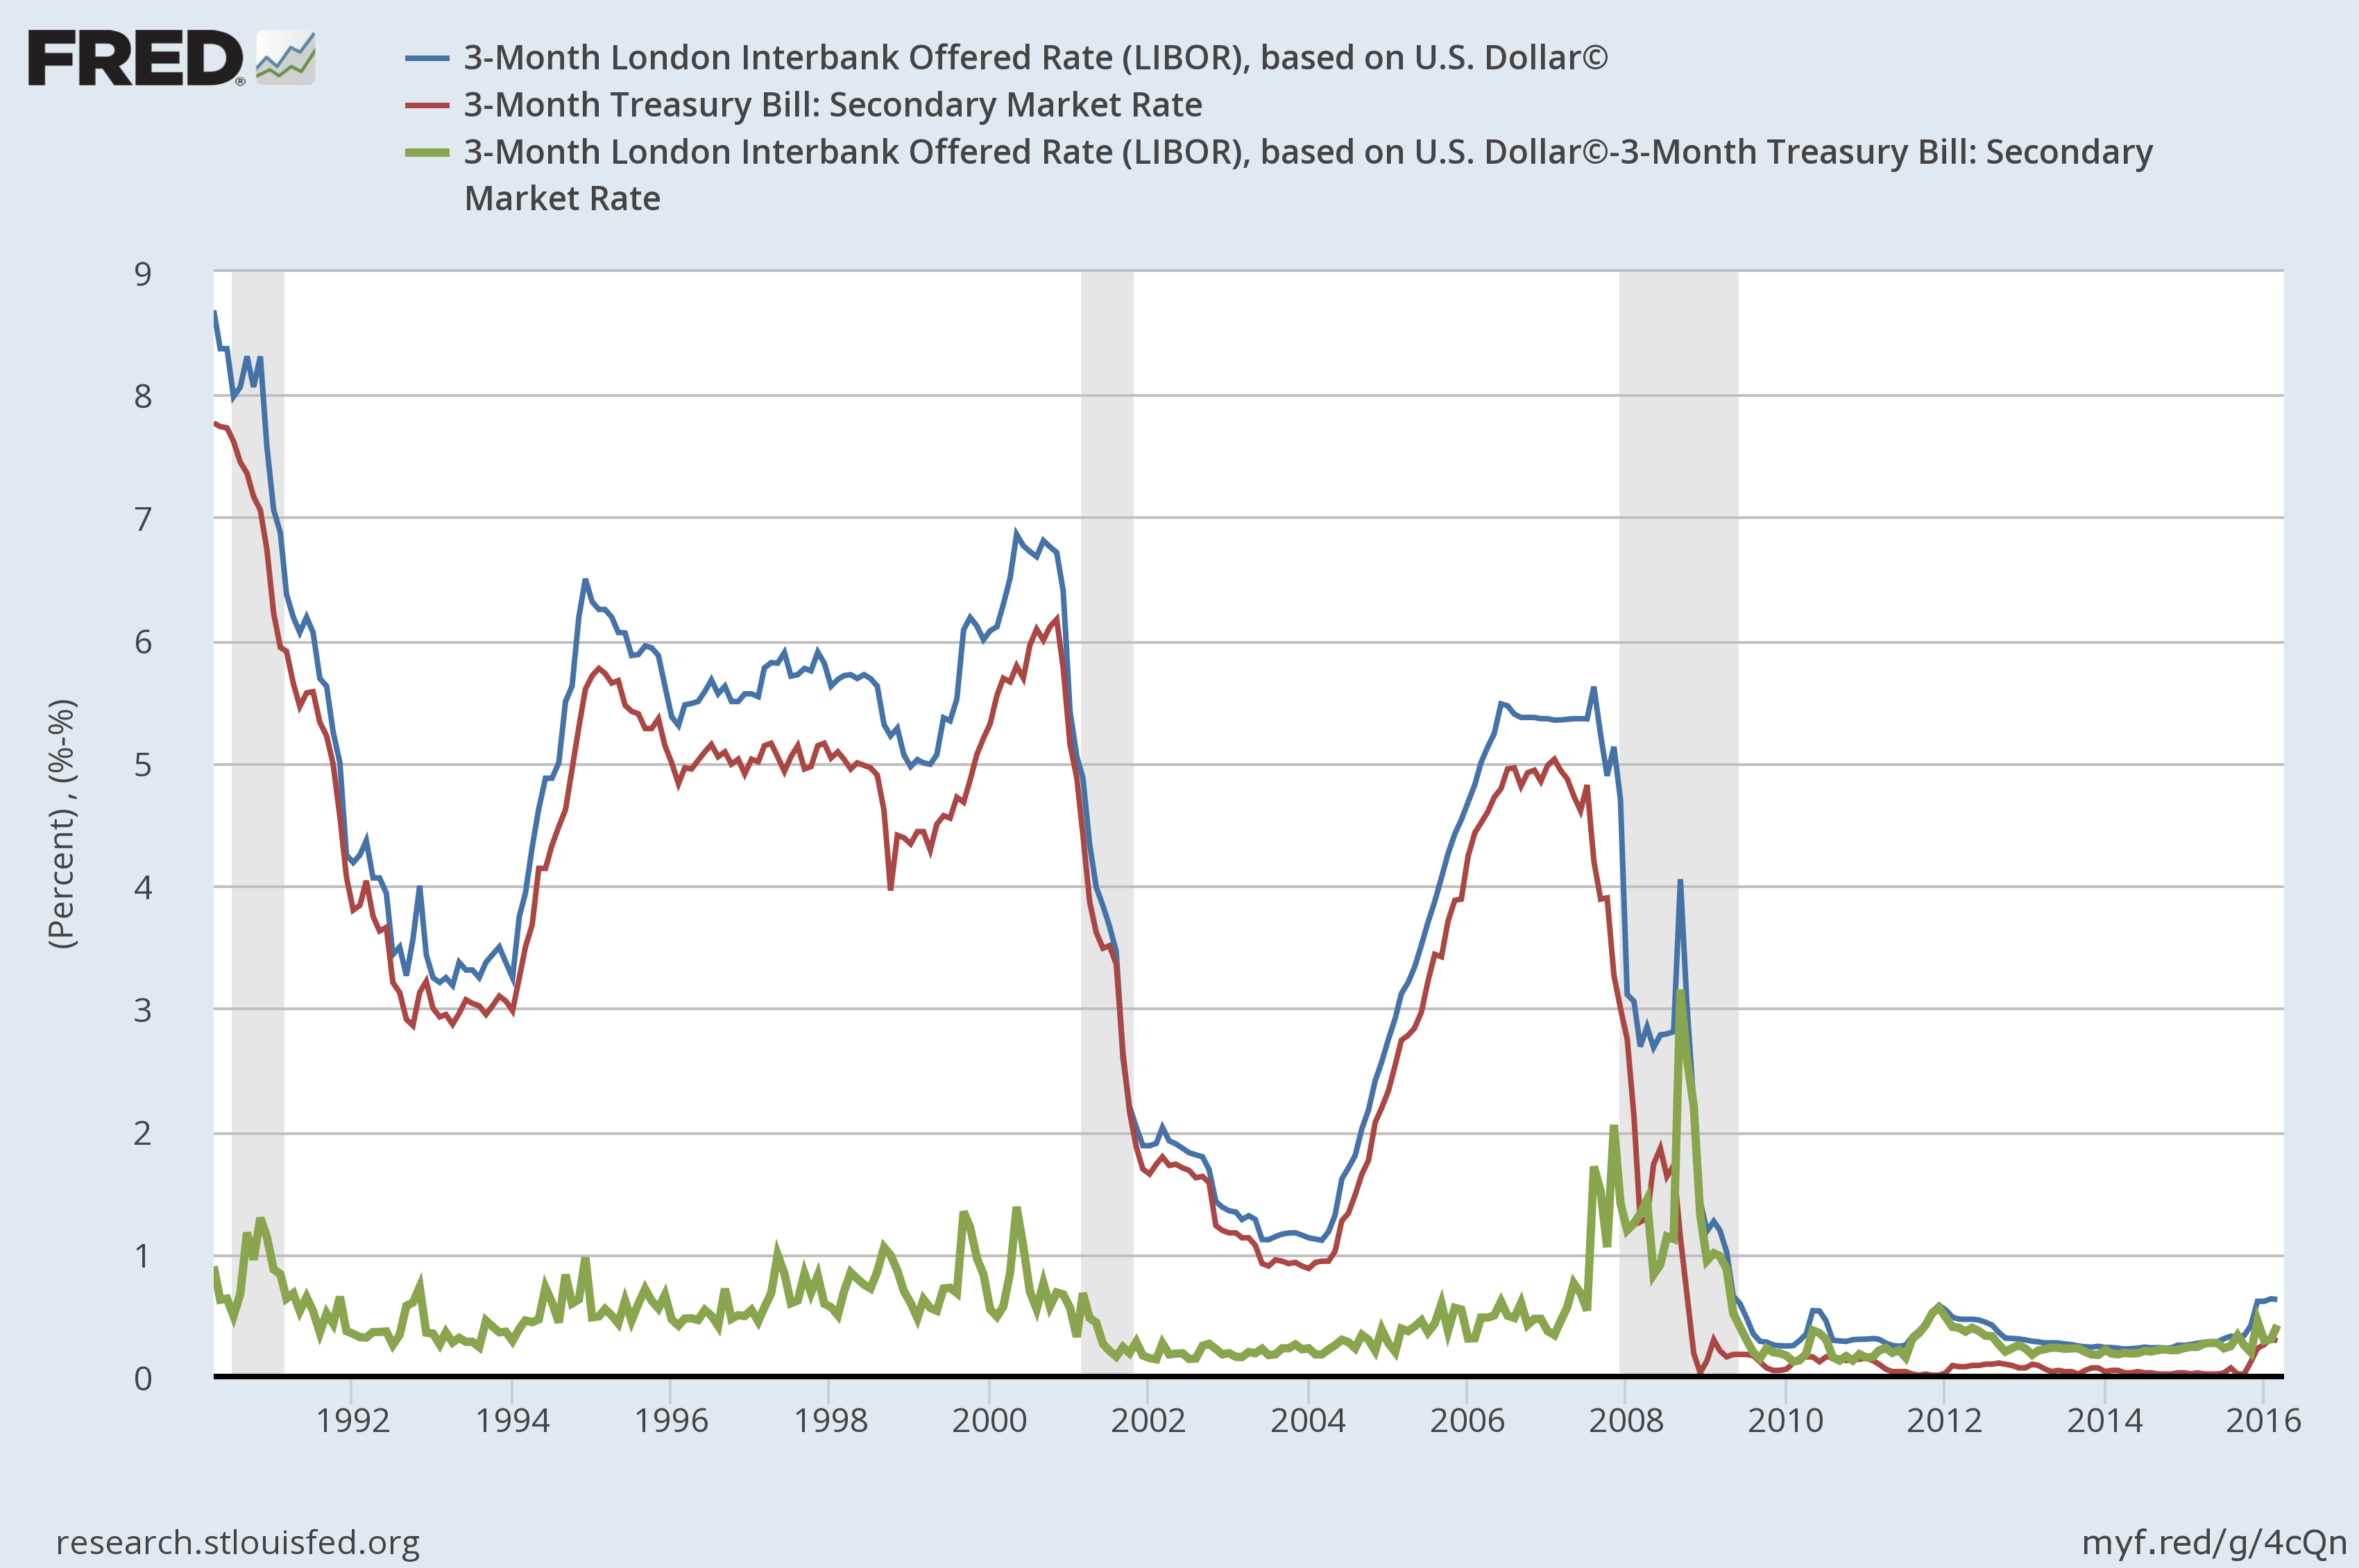 FRED®
3-Month London Interbank Offered Rate (LIBOR), based on U.S. Dollar©
3-Month Treasury Bill: Secondary Market Rate
3-Month London Interbank Offered Rate (LIBOR), based on U.S. Dollar©-3-Month Treasury Bill: Secondary
Market Rate
(Percent) , (%-%)
9
8
7
6
5
4
3
2
1
0
1992 1994 1996 1998 2000 2002 2004 2006 2008 2010 2012 2014 2016
research.stlouisfed.org
myf.red/g/4cQn